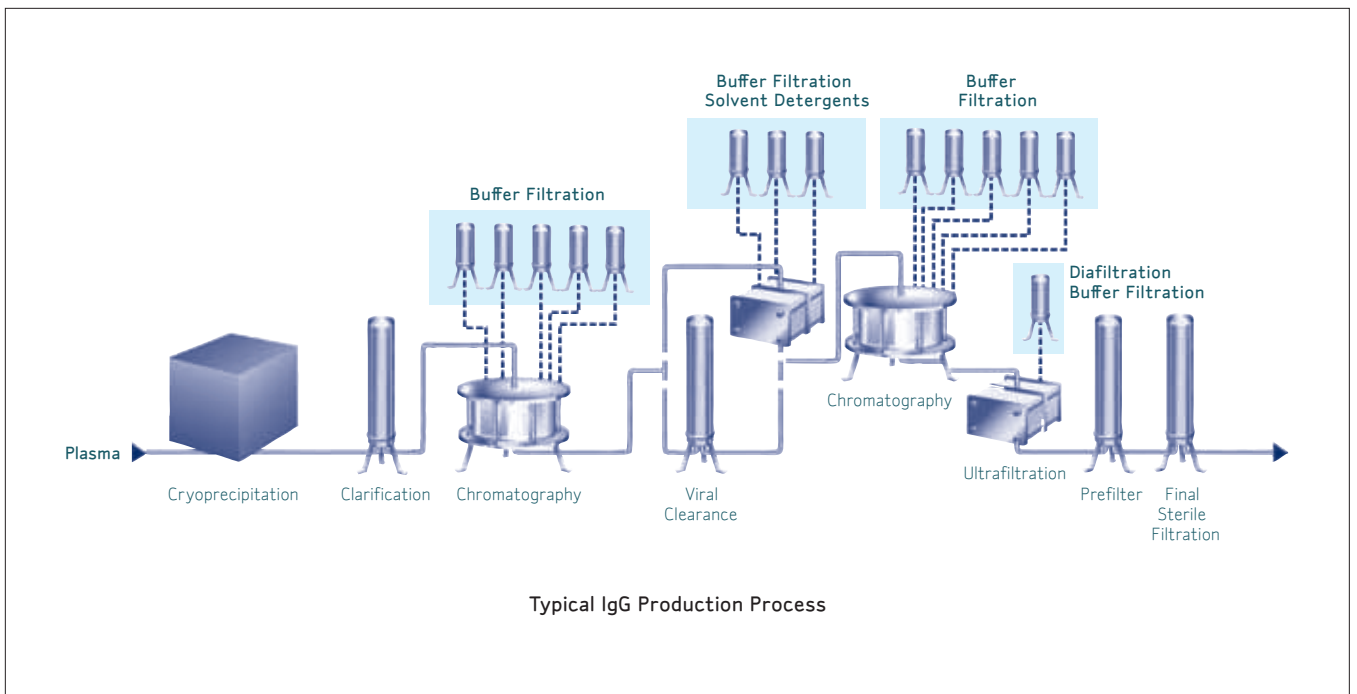 Buffer Filtration
Solvent Detergents
Buffer
Filtration
Buffer Filtration
Diafiltration
Buffer Filtration
Chromatography
Plasma
Ultrafiltration
Cryoprecipitation
Clarification
Chromatography
Viral
Clearance
Prefilter
Final
Sterile
Filtration
Typical IgG Production Process